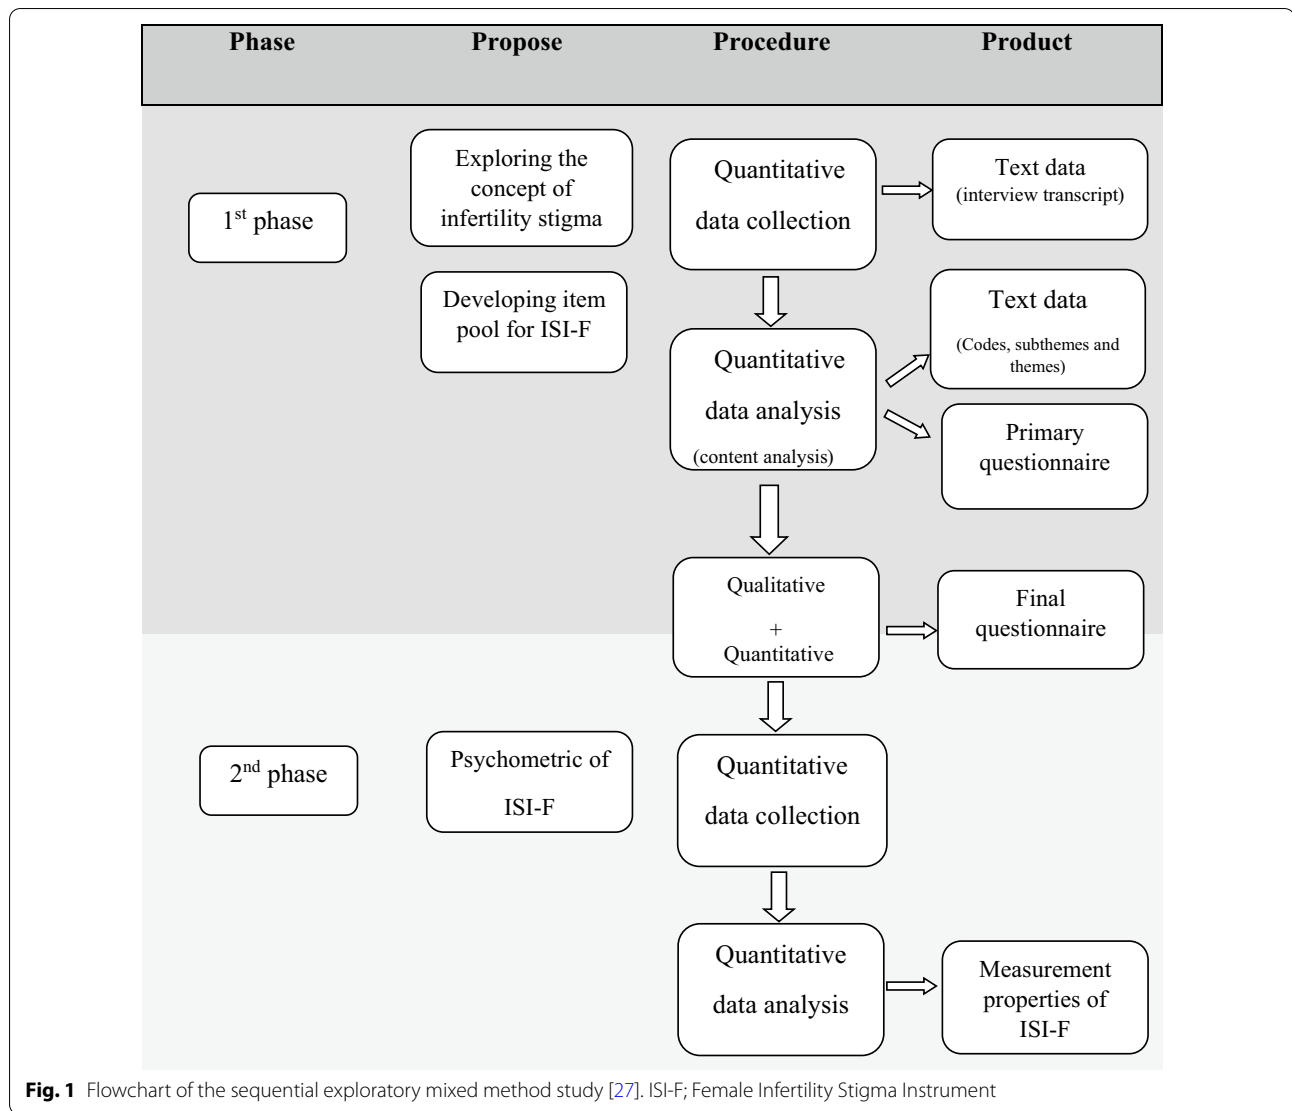 Phase Propose Procedure Product
1st phase
Exploring the
concept of
infertility stigma
Quantitative
data collection
Text data
(interview transcript)
Developing item
pool for ISI-F
Quantitative
data analysis
(content analysis)
Text data
(Codes, subthemes and
themes)
Primary
questionnaire
Qualitative
+
Quantitative
Final
questionnaire
2nd phase
Psychometric of
ISI-F
Quantitative
data collection
Quantitative
data analysis
Measurement
properties of
ISI-F
Fig. 1 Flowchart of the sequential exploratory mixed method study [27]. ISI-F; Female Infertility Stigma Instrument